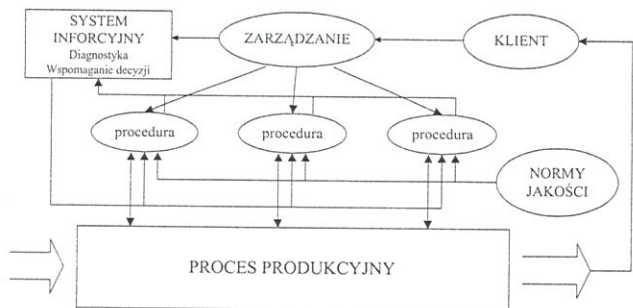 SYSTEM
INFORCYJNY
Diagnostyka
Wspomaganie decyzji
ZARZĄDZANIE
KLIENT
procedura
procedura
procedura
NORMY
JAKOŚCI
PROCES PRODUKCYJNY